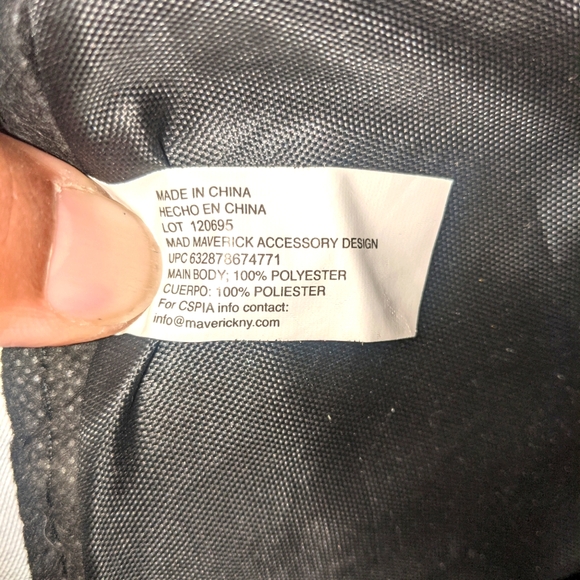 MADE IN CHINA
HECHO EN CHINA
LOT 120695
MAD MAVERICK ACCESSORY DESIGN
UPC 632878674771
MAIN BODY; 100% POLYESTER
CUERPO: 100% POLIESTER
For CSPIA info contact:
info@maverickny.com